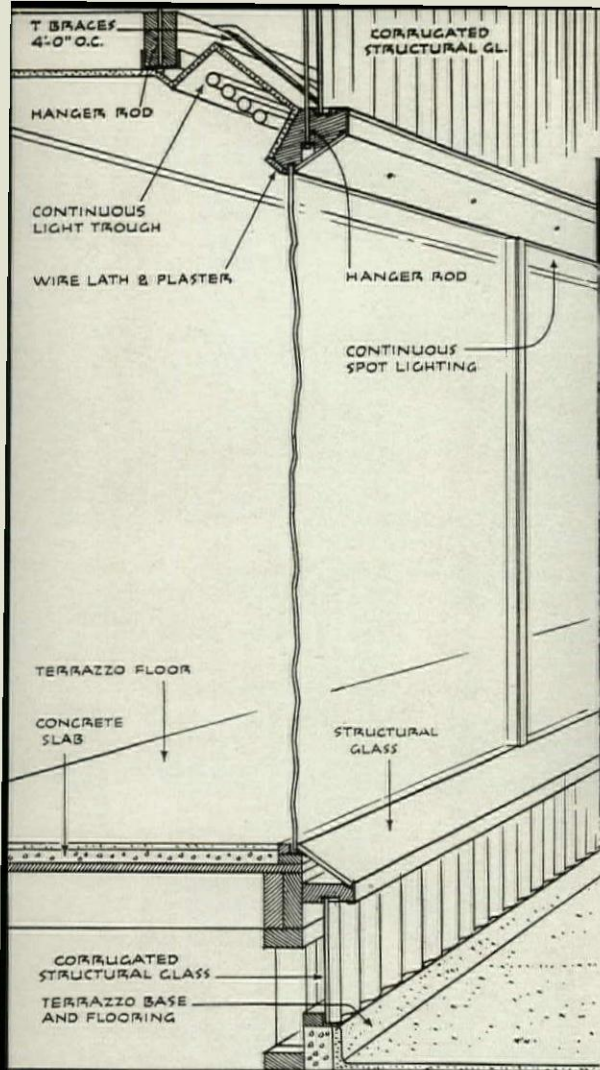 T BRACES
4'-0" O.C.
CORRUGATED
STRUCTURAL GL.
HANGER ROD
CONTINUOUS
LIGHT TROUGH
WIRE LATH & PLASTER
HANGER ROD
CONTINUOUS
SPOT LIGHTING
TERRAZZO FLOOR
CONCRETE
SLAB
STRUCTURAL
GLASS
CORRUGATED
STRUCTURAL GLASS
TERRAZZO BASE
AND FLOORING